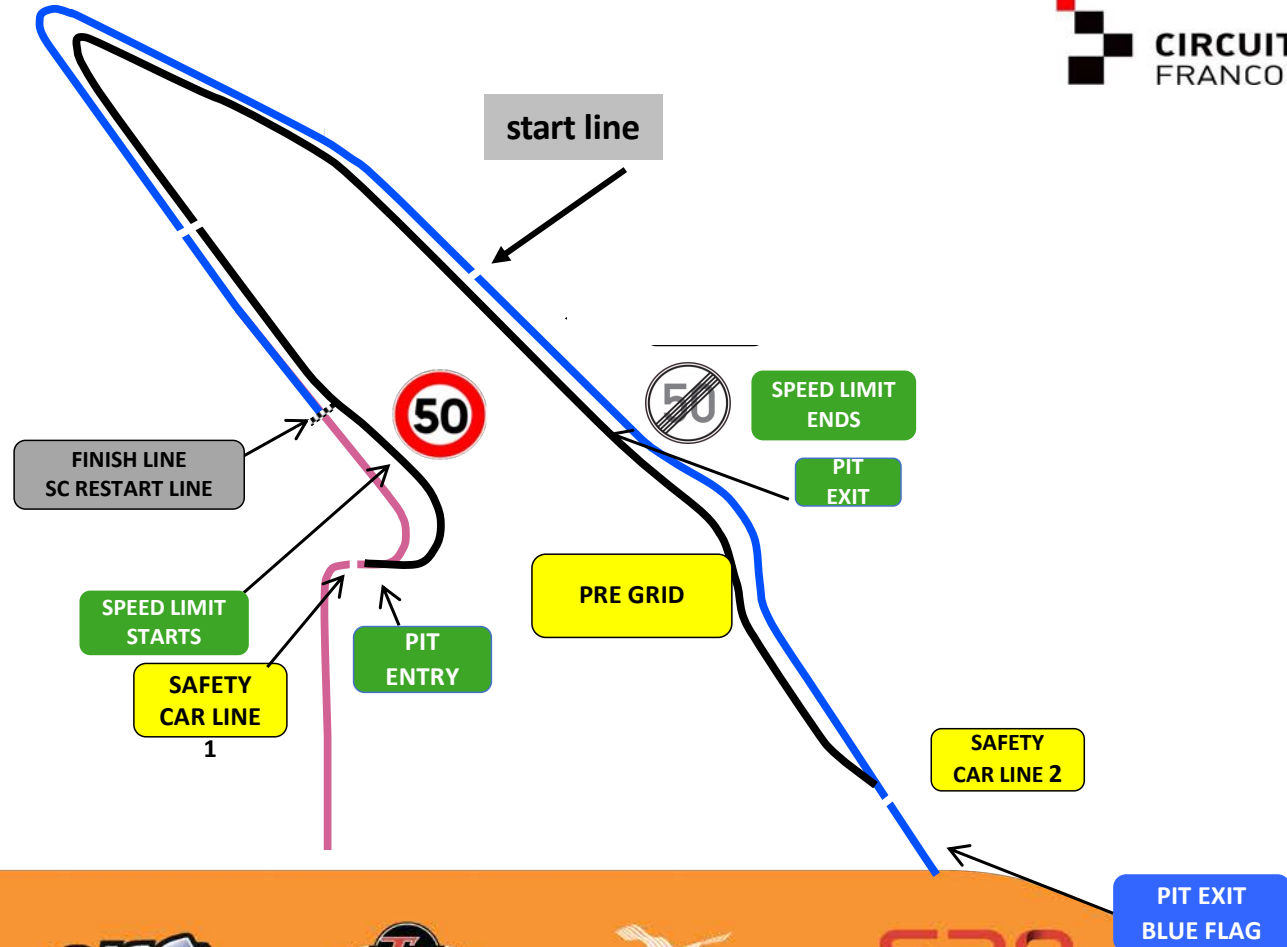 CIRCUIT
FRANCO
start line
50
50
SPEED LIMIT
ENDS
PIT
EXIT
FINISH LINE
SC RESTART LINE
SPEED LIMIT
STARTS
PRE GRID
PIT
ENTRY
SAFETY
CAR LINE
1
SAFETY
CAR LINE 2
PIT EXIT
BLUE FLAG